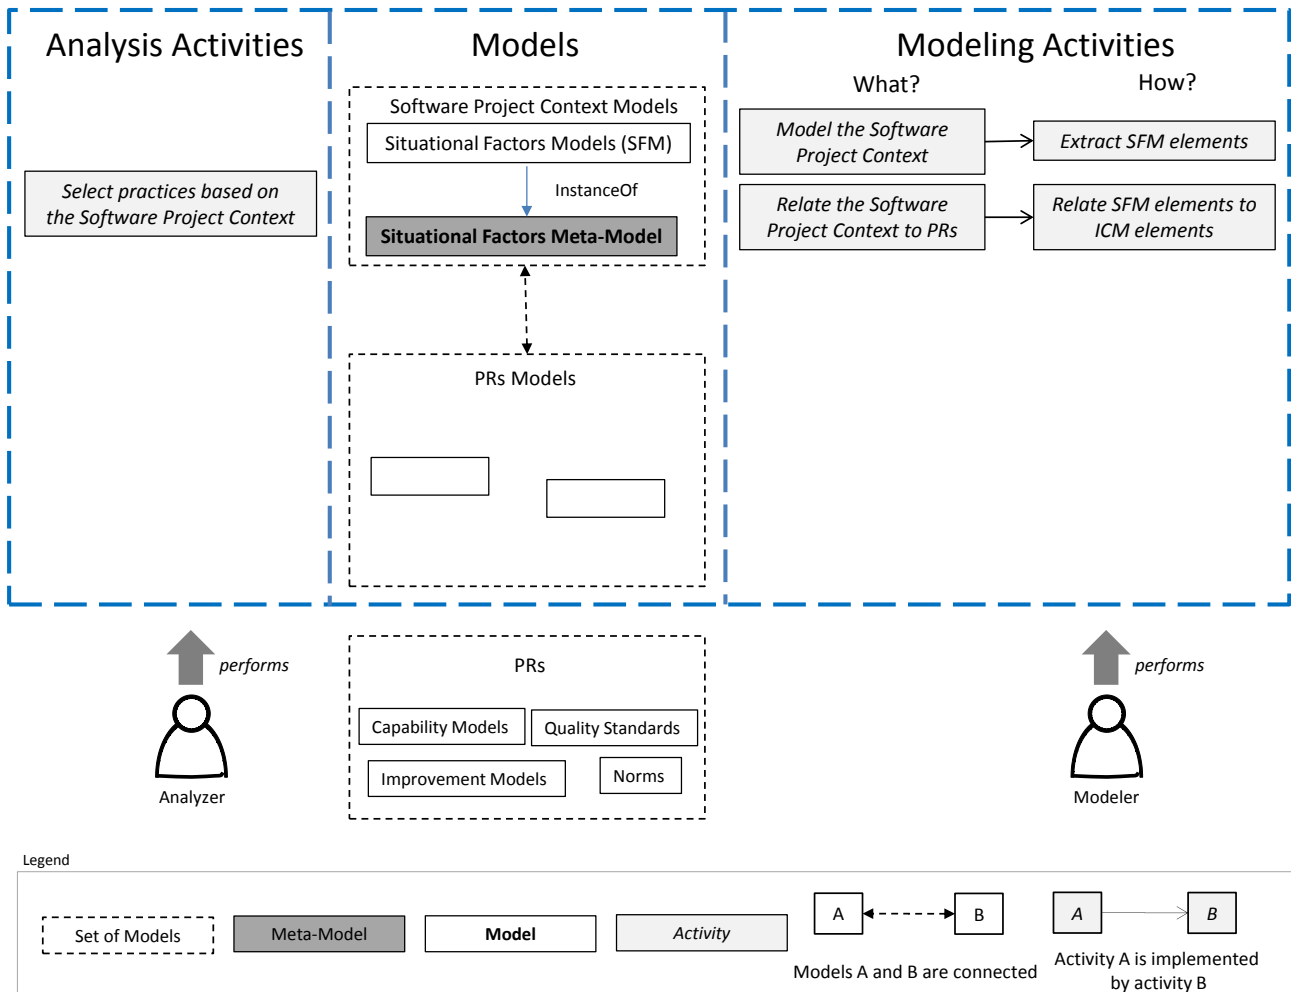 Analysis Activities
Models
Modeling Activities
What?
How?
Software Project Context Models
Situational Factors Models (SFM)
InstanceOf
Situational Factors Meta-Model
Select practices based on
the Software Project Context
Model the Software
Project Context
Extract SFM elements
Relate the Software
Project Context to PRs
Relate SFM elements to
ICM elements
PRs Models
performs
Analyzer
PRs
Capability Models
Quality Standards
Improvement Models
Norms
performs
Modeler
Legend
Set of Models
Meta-Model
Model
Activity
A
B
Models A and B are connected
A
B
Activity A is implemented
by activity B